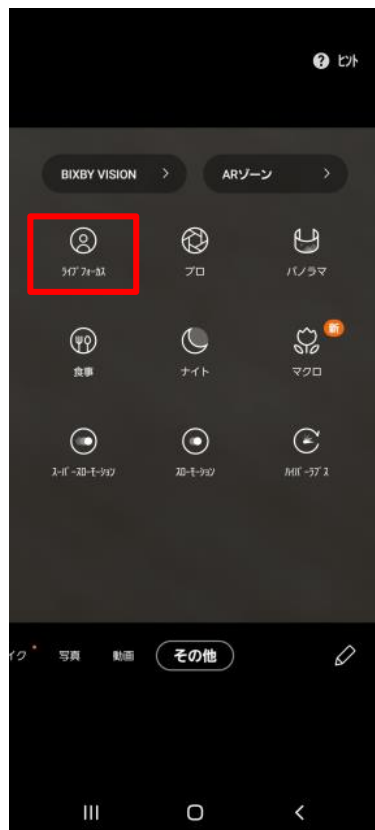 ? ヒント
BIXBY VISION > ARゾーン >
ライブフォーカス プロ パノラマ
新
食事 ナイト マクロ
スーパースローモーション スローモーション ハイパーラプス
イク 写真 動画 その他